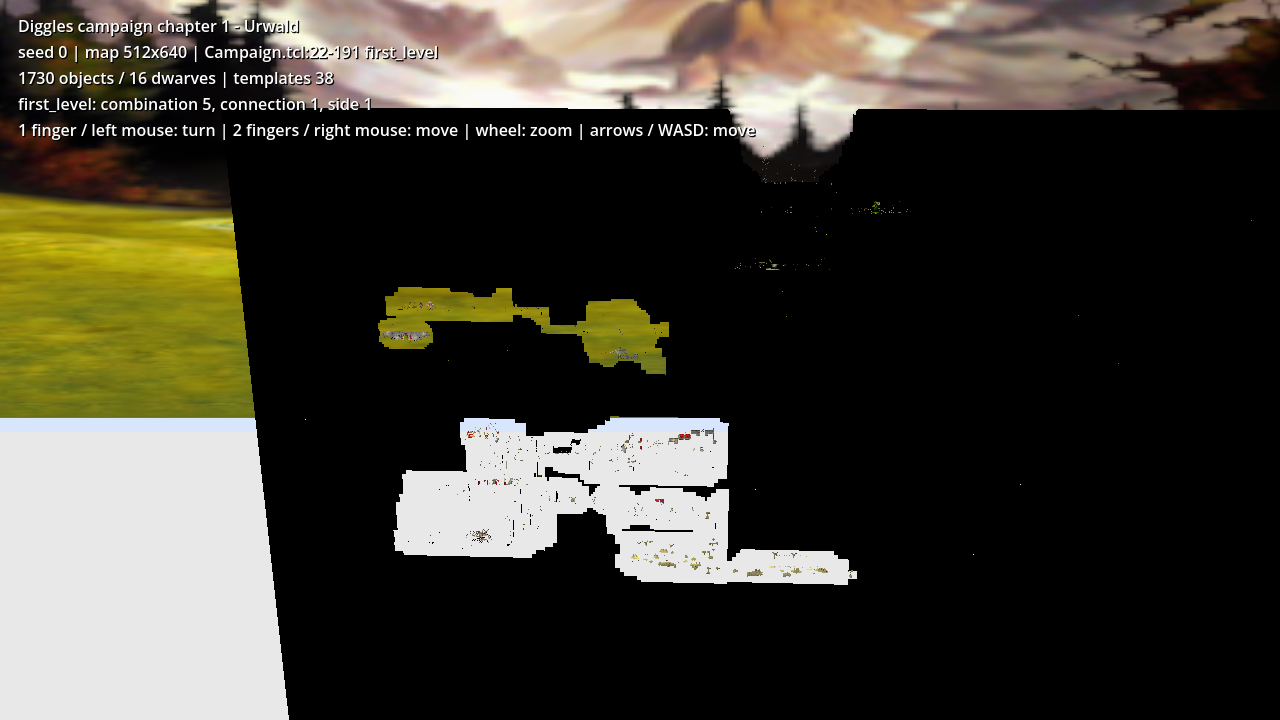 Diggles campaign chapter 1 - Urwald
seed 0 | map 512x640 | Campaign.tcl:22-191 first_level
1730 objects / 16 dwarves | templates 38
first_level: combination 5, connection 1, side 1
1 finger / left mouse: turn | 2 fingers / right mouse: move | wheel: zoom | arrows / WASD: move